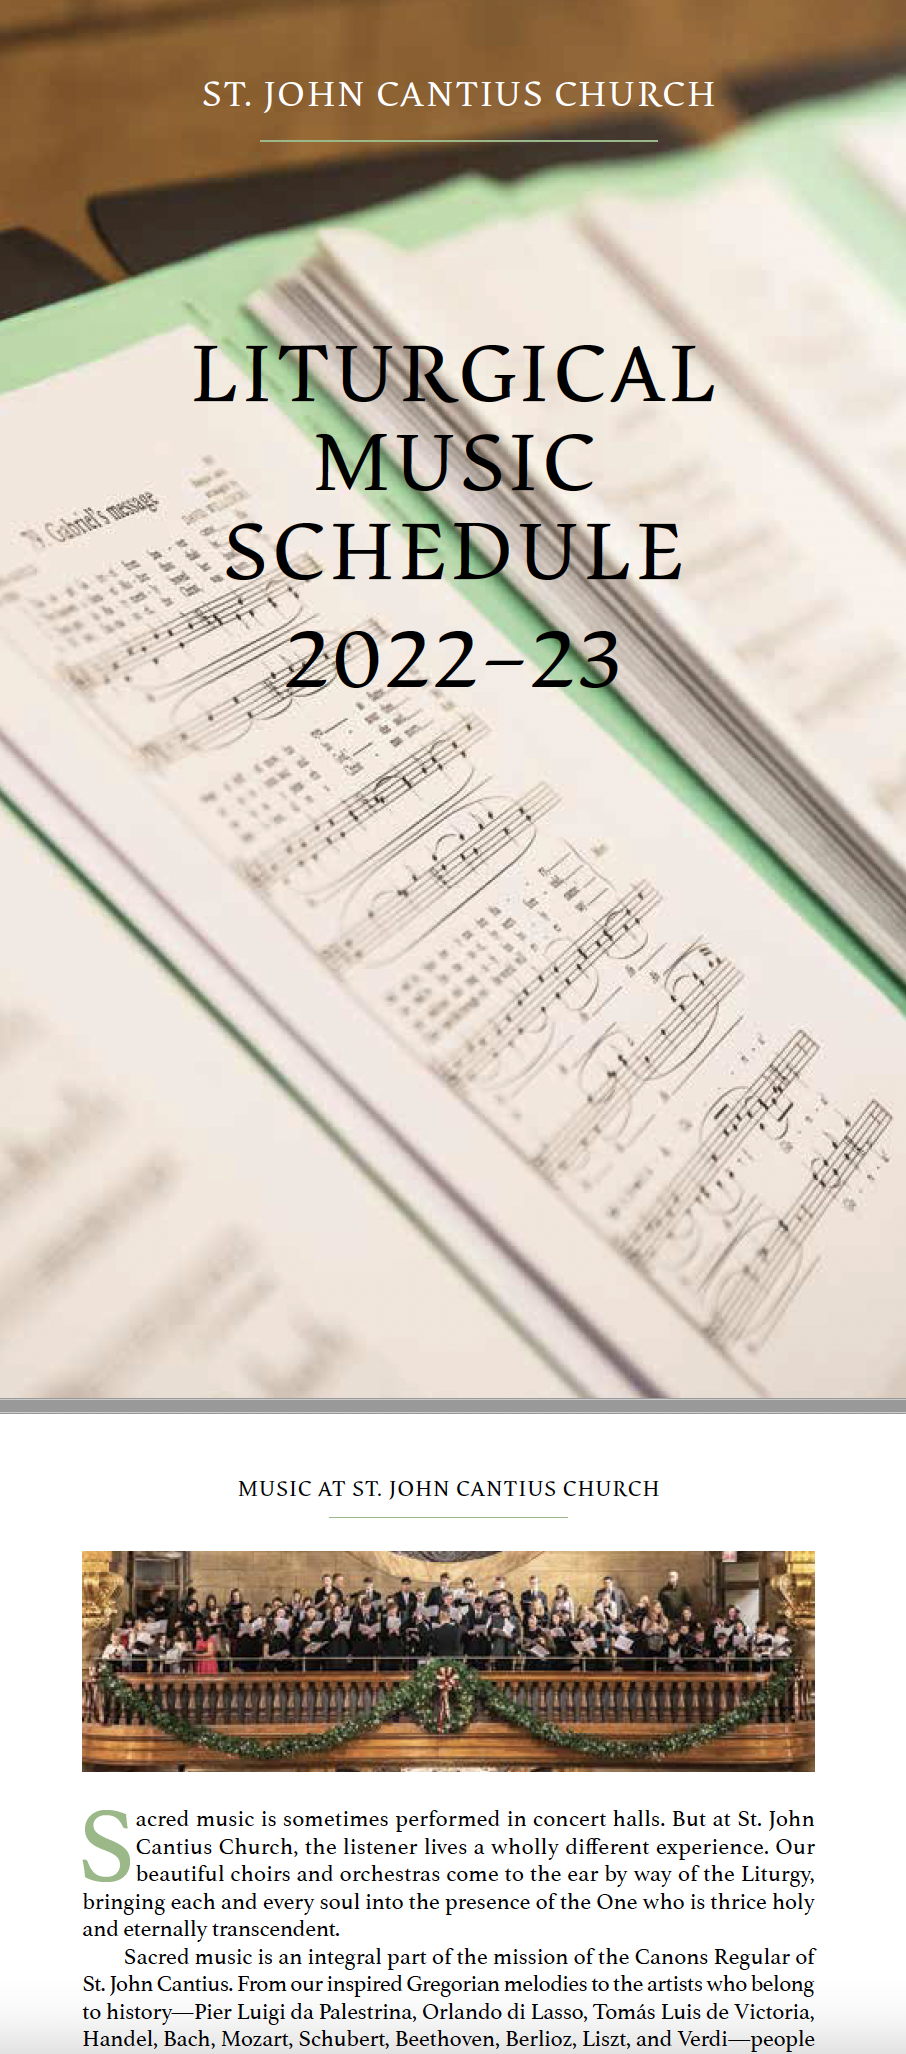 ST. JOHN CANTIUS CHURCH
LITURGICAL
MUSIC
SCHEDULE
2022–23
Gabriel's message
MUSIC AT ST. JOHN CANTIUS CHURCH
Sacred music is sometimes performed in concert halls. But at St. John
Cantius Church, the listener lives a wholly different experience. Our
beautiful choirs and orchestras come to the ear by way of the Liturgy,
bringing each and every soul into the presence of the One who is thrice holy
and eternally transcendent.
Sacred music is an integral part of the mission of the Canons Regular of
St. John Cantius. From our inspired Gregorian melodies to the artists who belong
to history—Pier Luigi da Palestrina, Orlando di Lasso, Tomás Luis de Victoria,
Handel, Bach, Mozart, Schubert, Beethoven, Berlioz, Liszt, and Verdi—people